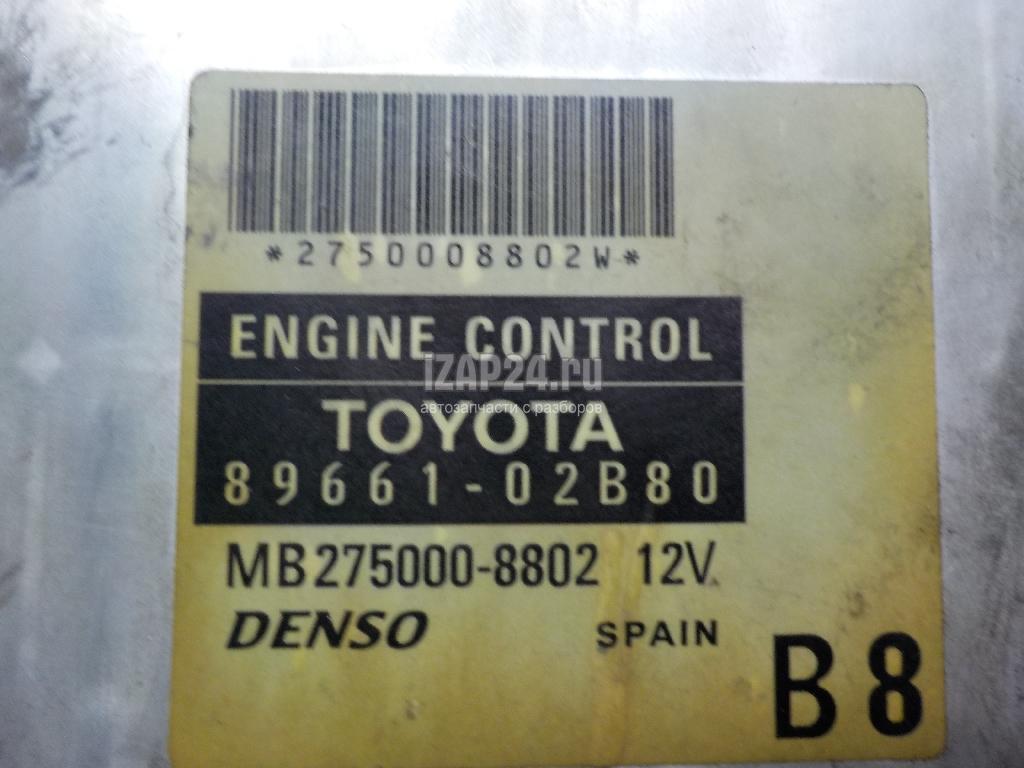 *2750008802W*
ENGINE CONTROL
iZAP24.ru
автозапчасти с разборов
TOYOTA
89661-02B80
MB275000-8802 12V.
DENSO SPAIN
B8